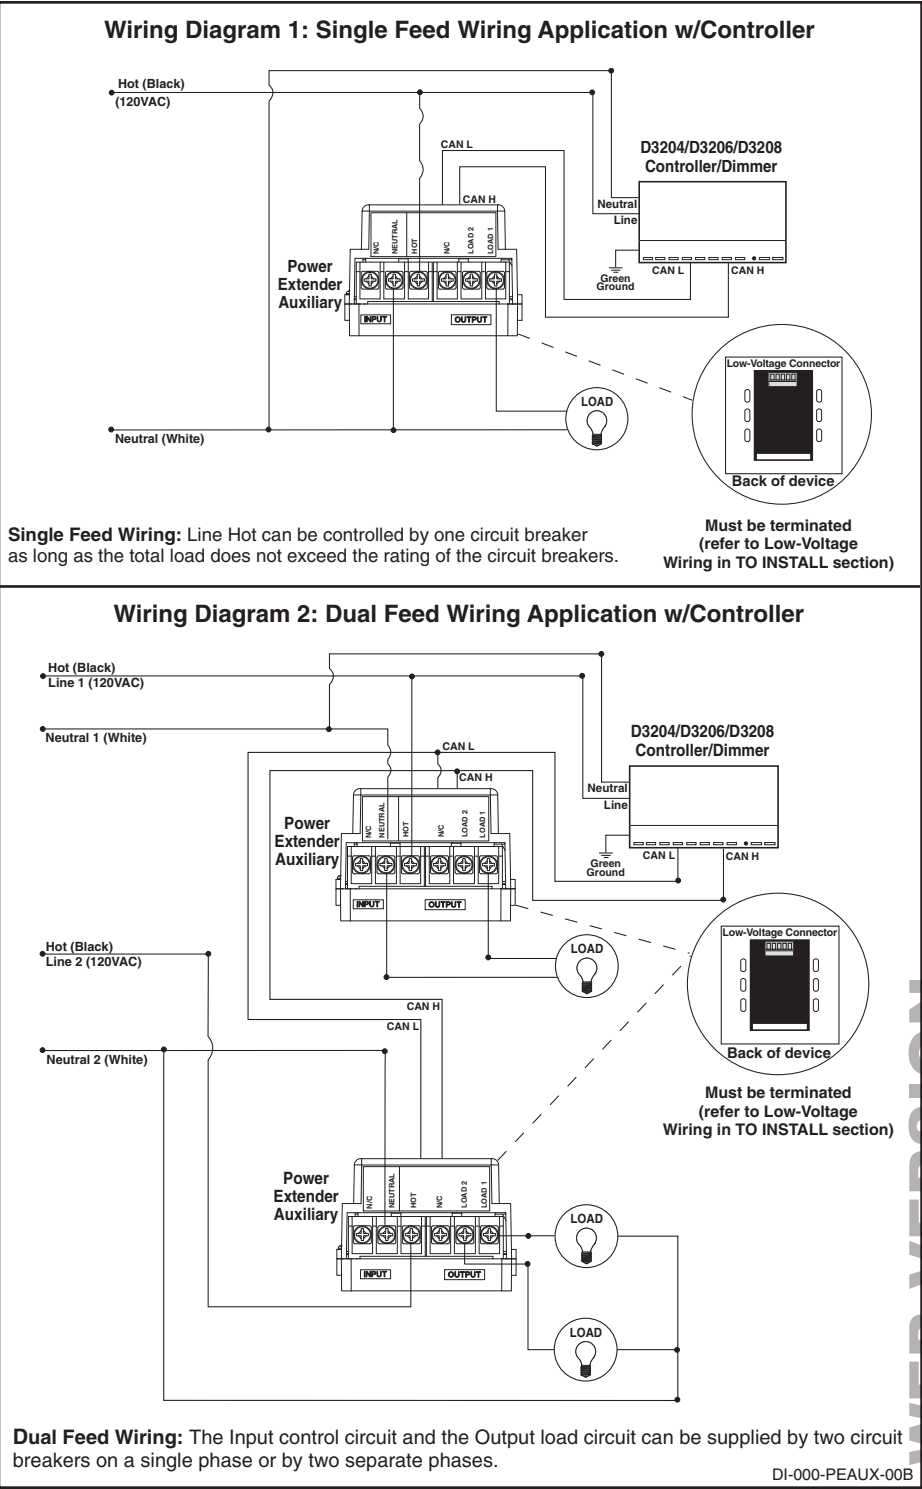 Wiring Diagram 1: Single Feed Wiring Application w/Controller
Hot (Black)
(120VAC)
CAN L
CAN H
D3204/D3206/D3208
Controller/Dimmer
Neutral
Line
Green
Ground
CAN L
CAN H
N/C
NEUTRAL
HOT
N/C
LOAD 2
LOAD 1
Power
Extender
Auxiliary
INPUT
OUTPUT
LOAD
Neutral (White)
Low-Voltage Connector
Back of device
Must be terminated
(refer to Low-Voltage
Wiring in TO INSTALL section)
Single Feed Wiring: Line Hot can be controlled by one circuit breaker
as long as the total load does not exceed the rating of the circuit breakers.
Wiring Diagram 2: Dual Feed Wiring Application w/Controller
Hot (Black)
Line 1 (120VAC)
Neutral 1 (White)
CAN L
CAN H
D3204/D3206/D3208
Controller/Dimmer
Neutral
Line
Green
Ground
CAN L
CAN H
N/C
NEUTRAL
HOT
N/C
LOAD 2
LOAD 1
Power
Extender
Auxiliary
INPUT
OUTPUT
LOAD
Hot (Black)
Line 2 (120VAC)
CAN H
CAN L
Neutral 2 (White)
Low-Voltage Connector
Back of device
Must be terminated
(refer to Low-Voltage
Wiring in TO INSTALL section)
Power
Extender
Auxiliary
N/C
NEUTRAL
HOT
N/C
LOAD 2
LOAD 1
INPUT
OUTPUT
LOAD
LOAD
Dual Feed Wiring: The Input control circuit and the Output load circuit can be supplied by two circuit
breakers on a single phase or by two separate phases.
DI-000-PEAUX-00B